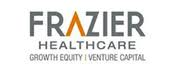 FRAZIER
HEALTHCARE
GROWTH EQUITY | VENTURE CAPITAL